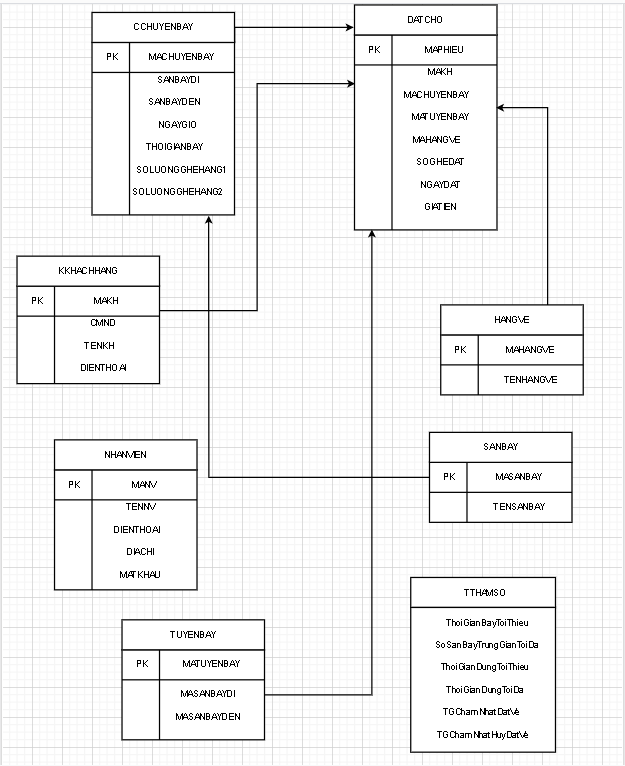 CCHUYENBAY
PK MACHUYENBAY
SANBAYDI
SANBAYDEN
NGAYGIO
THOIGIANBAY
SOLUONGGHEHANG1
SOLUONGGHEHANG2
DATCHO
PK MAPHIEU
MAKH
MACHUYENBAY
MATUYENBAY
MAHANGVE
SOGHEDAT
NGAYDAT
GIATIEN
KKHACHHANG
PK MAKH
CMND
TENKH
DIENTHOAI
HANGVE
PK MAHANGVE
TENHANGVE
NHANVIEN
PK MANV
TENNV
DIENTHOAI
DIACHI
MATKHAU
SANBAY
PK MASANBAY
TENSANBAY
TUYENBAY
PK MATUYENBAY
MASANBAYDI
MASANBAYDEN
TTHAMSO
ThoiGianBayToiThieu
SoSanBayTrungGianToiDa
ThoiGianDungToiThieu
ThoiGianDungToiDa
TGChamNhatDatVé
TGChamNhatHuyDatVé